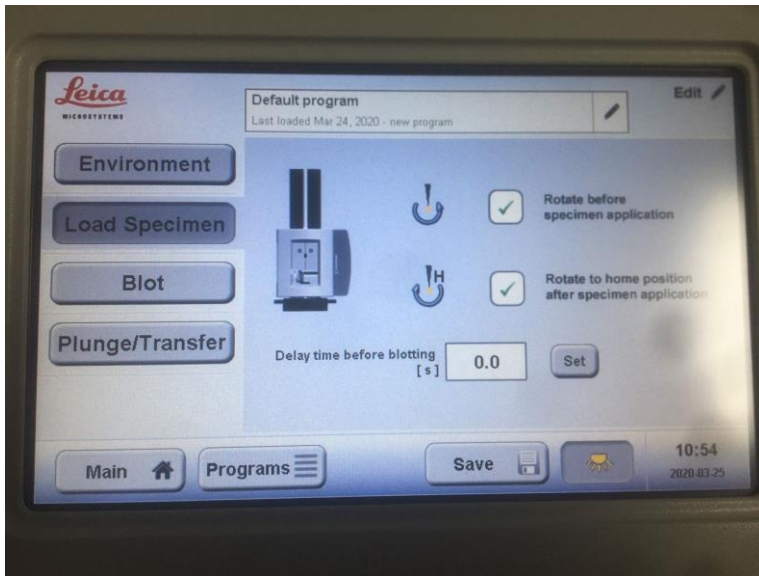 Leica
MICROSYSTEMS
Default program
Last loaded Mar 24, 2020 - new program
Edit
Environment
Load Specimen
Blot
Plunge/Transfer
Rotate before
specimen application
H
Rotate to home position
after specimen application
Delay time before blotting
[s]
0.0
Set
Main
Programs
Save
10:54
2020-03-25